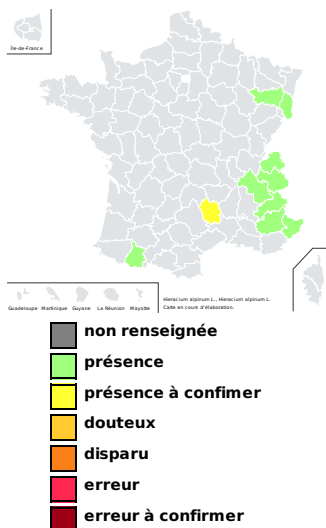 Île-de-France
Guadeloupe Martinique Guyane La Réunion Mayotte
Hieracium alpinum L., Hieracium alpinum L.
Carte en cours d'élaboration.
non renseignée
présence
présence à confimer
douteux
disparu
erreur
erreur à confirmer